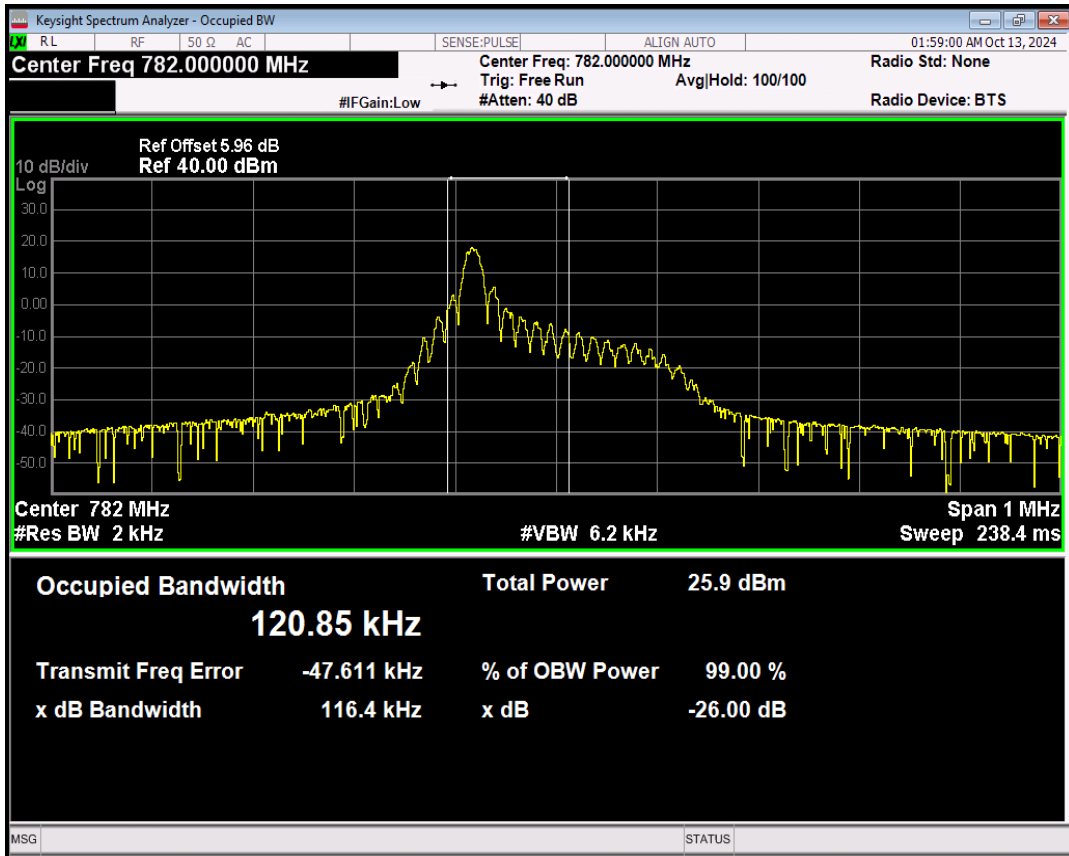 Keysight Spectrum Analyzer - Occupied BW
LXI RL RF 50 Ω AC SENSE:PULSE ALIGN AUTO 01:59:00 AM Oct 13, 2024
Center Freq 782.000000 MHz
Center Freq: 782.000000 MHz
Radio Std: None
Trig: Free Run Avg|Hold: 100/100
#IFGain:Low
#Atten: 40 dB
Radio Device: BTS
Ref Offset 5.96 dB
10 dB/div Ref 40.00 dBm
Log
30.0
20.0
10.0
0.00
-10.0
-20.0
-30.0
-40.0
-50.0
Center 782 MHz Span 1 MHz
#Res BW 2 kHz #VBW 6.2 kHz Sweep 238.4 ms
Occupied Bandwidth Total Power 25.9 dBm
120.85 kHz
Transmit Freq Error -47.611 kHz % of OBW Power 99.00 %
x dB Bandwidth 116.4 kHz x dB -26.00 dB
MSG STATUS